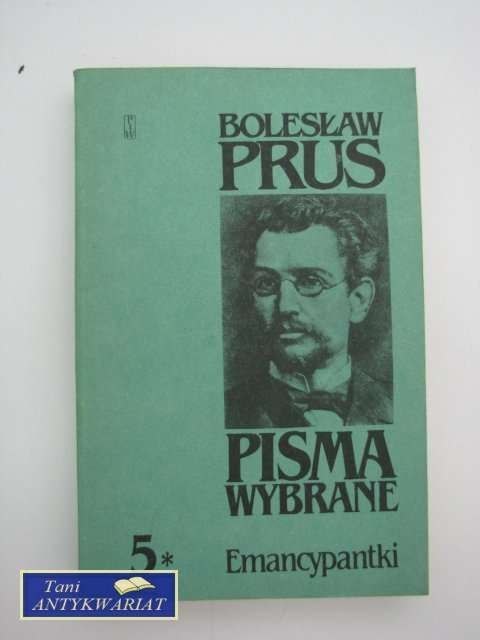 BOLESŁAW
PRUS
PISMA
WYBRANE
5*
Emancypantki
Tani
ANTYKWARIAT